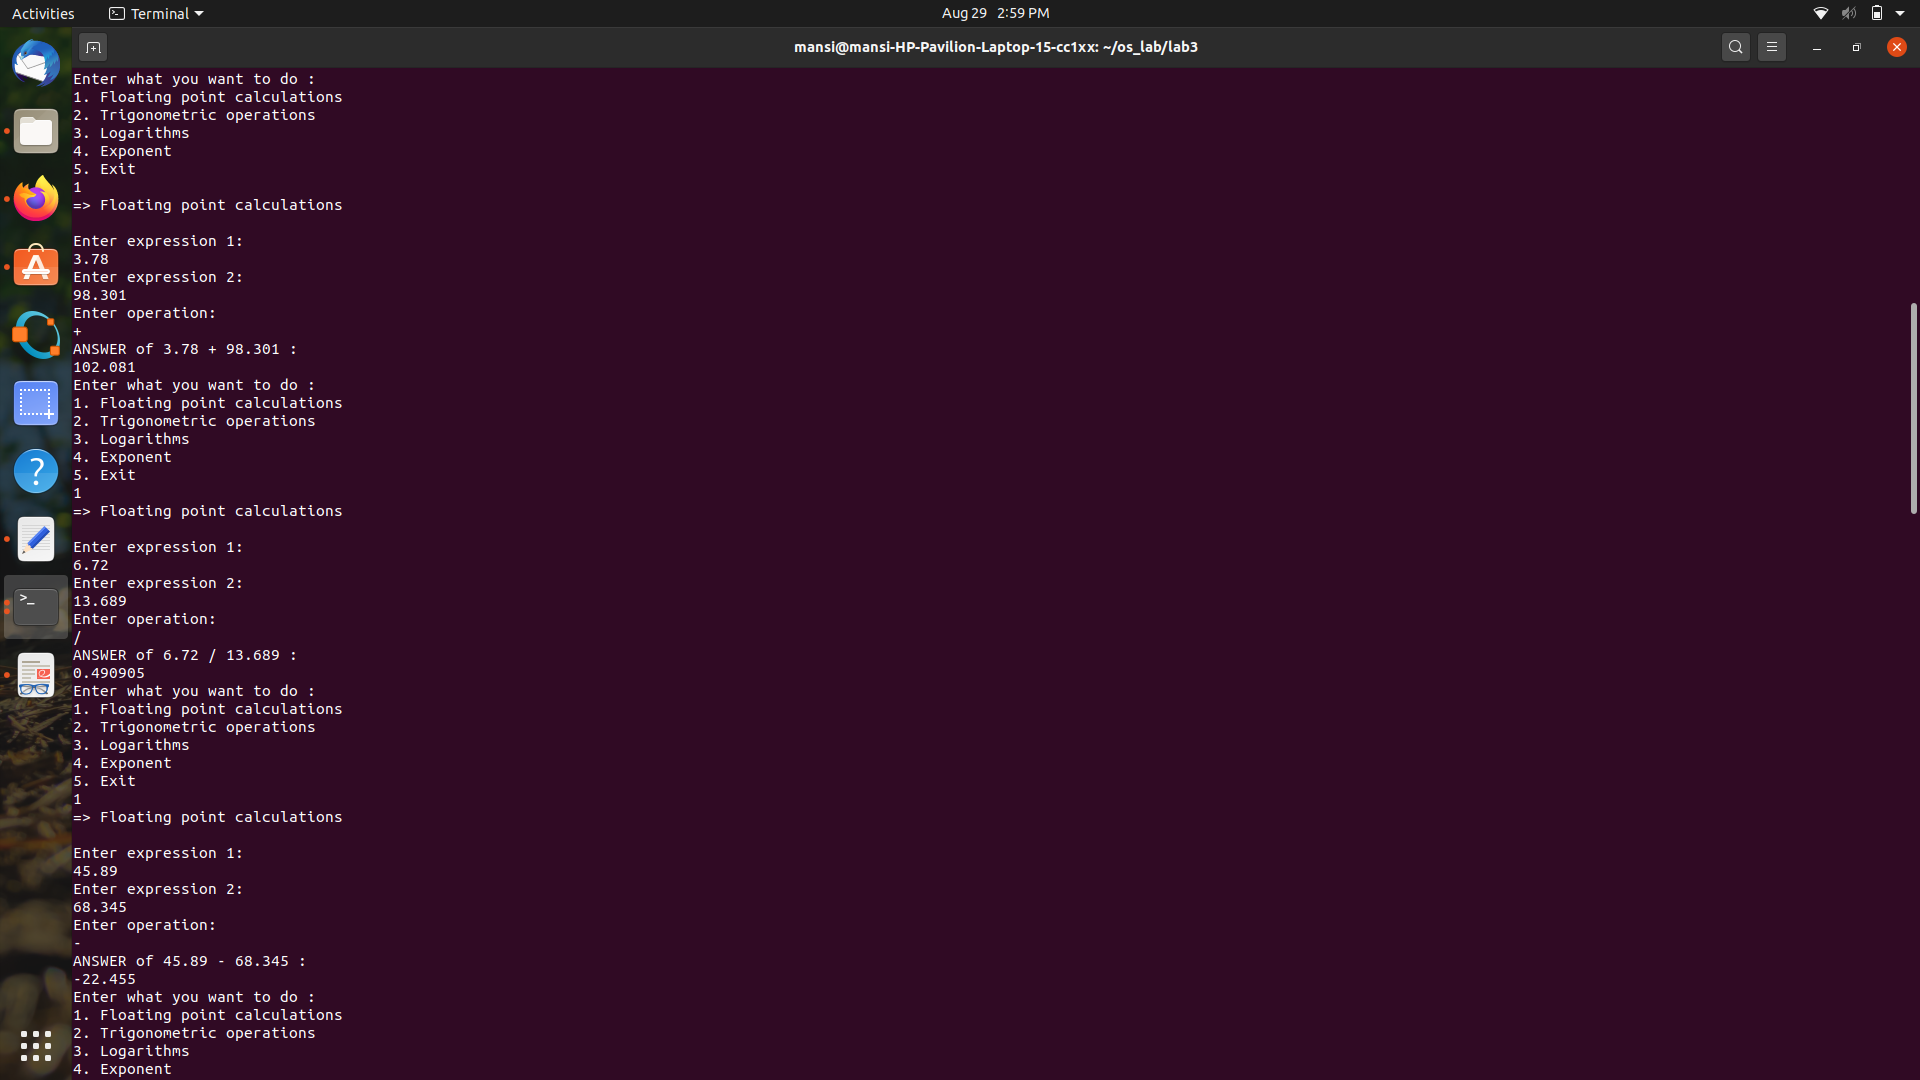 Activities
Terminal
Aug 29 2:59 PM
mansi@mansi-HP-Pavilion-Laptop-15-cc1xx: ~/os_lab/lab3
Enter what you want to do :
1. Floating point calculations
2. Trigonometric operations
3. Logarithms
4. Exponent
5. Exit
1
=> Floating point calculations
Enter expression 1:
3.78
Enter expression 2:
98.301
Enter operation:
+
ANSWER of 3.78 + 98.301 :
102.081
Enter what you want to do :
1. Floating point calculations
2. Trigonometric operations
3. Logarithms
4. Exponent
5. Exit
1
=> Floating point calculations
Enter expression 1:
6.72
Enter expression 2:
13.689
Enter operation:
/
ANSWER of 6.72 / 13.689 :
0.490905
Enter what you want to do :
1. Floating point calculations
2. Trigonometric operations
3. Logarithms
4. Exponent
5. Exit
1
=> Floating point calculations
Enter expression 1:
45.89
Enter expression 2:
68.345
Enter operation:
-
ANSWER of 45.89 - 68.345 :
-22.455
Enter what you want to do :
1. Floating point calculations
2. Trigonometric operations
3. Logarithms
4. Exponent